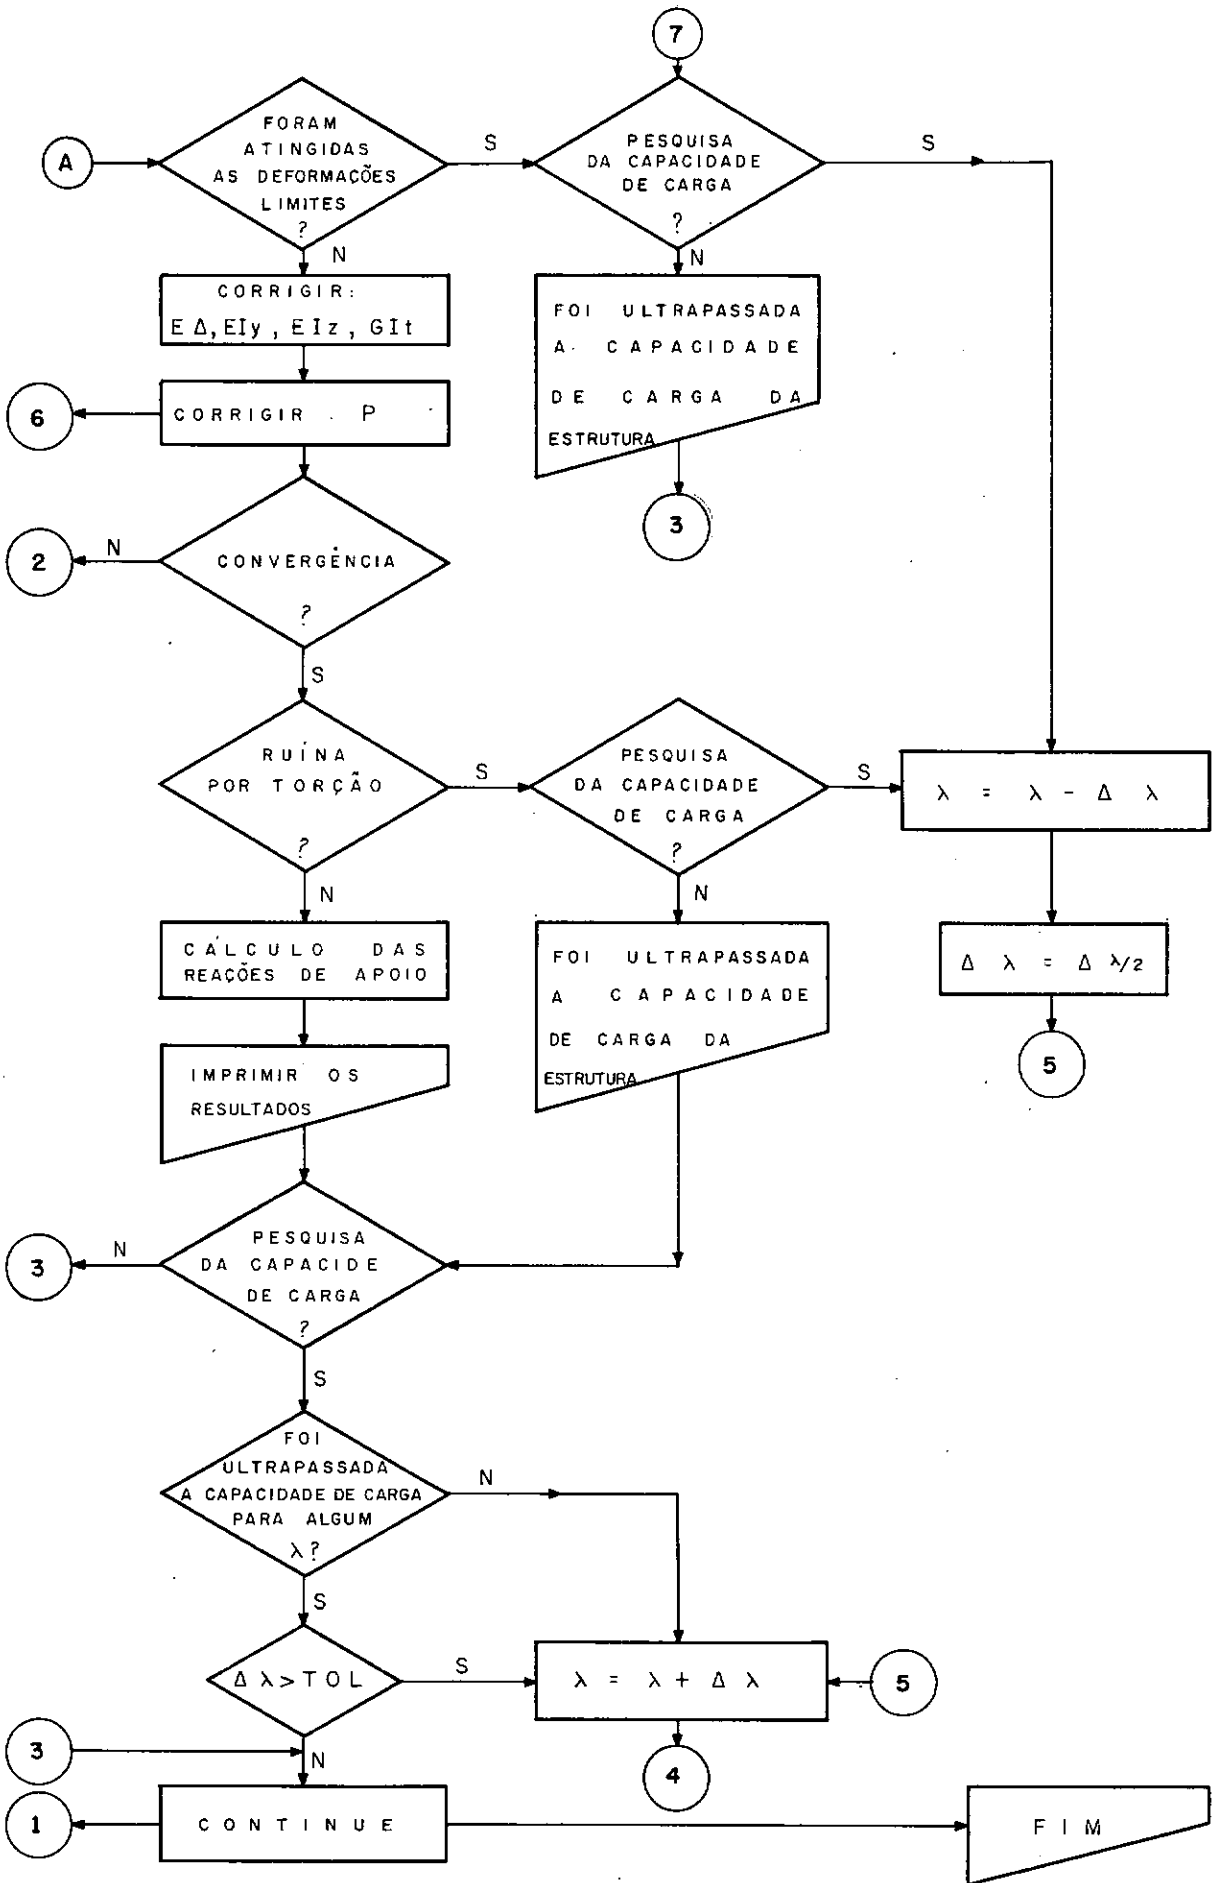 7
FORAM
ATINGIDAS
AS DEFORMAÇÕES
LIMITES
?
A
S
PESQUISA
DA CAPACIDADE
DE CARGA
?
S
N
CORRIGIR:
EΔ, EIy, EIz, GIt
N
FOI ULTRAPASSADA
A CAPACIDADE
DE CARGA DA
ESTRUTURA
6
CORRIGIR P
3
2
N
CONVERGÊNCIA
?
S
RUÍNA
POR TORÇÃO
?
S
PESQUISA
DA CAPACIDADE
DE CARGA
?
S
λ = λ - Δ λ
N
N
CÁLCULO DAS
REAÇÕES DE APOIO
FOI ULTRAPASSADA
A CAPACIDADE
DE CARGA DA
ESTRUTURA
Δ λ = Δ λ/2
5
IMPRIMIR OS
RESULTADOS
3
N
PESQUISA
DA CAPACIDE
DE CARGA
?
S
FOI
ULTRAPASSADA
A CAPACIDADE DE CARGA
PARA ALGUM
λ?
N
S
Δ λ > TOL
S
λ = λ + Δ λ
5
3
N
4
1
CONTINUE
FIM